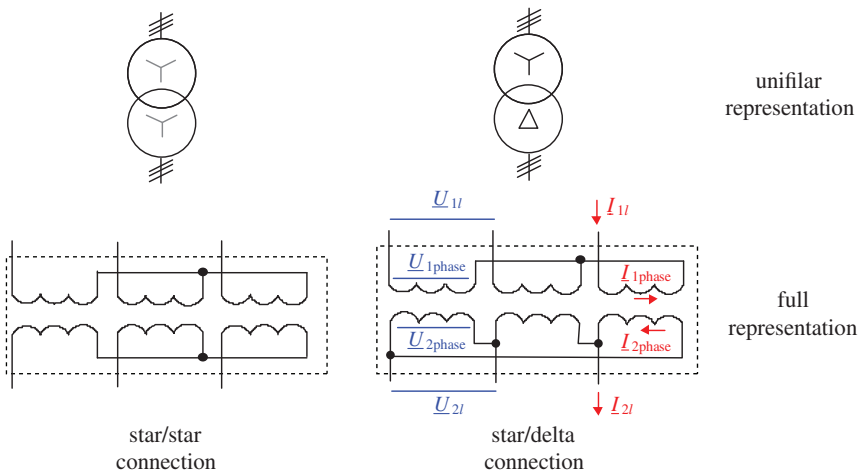 unifilar
representation
U1l
I1l
U1phase
I1phase
full
representation
U2phase
I2phase
U2l
I2l
star/star
connection
star/delta
connection